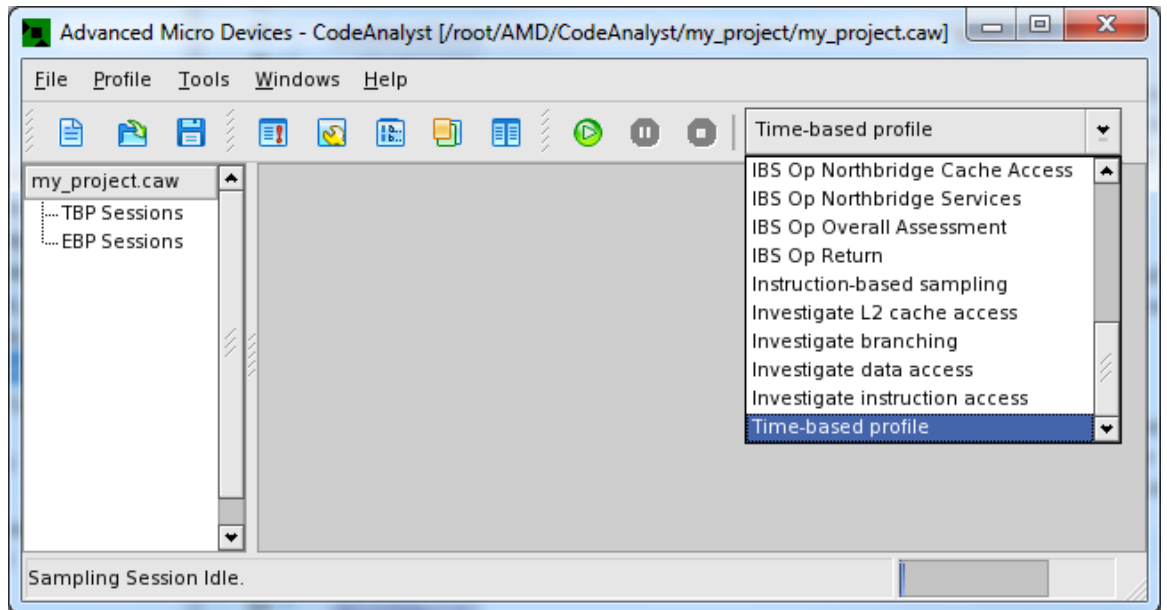 Advanced Micro Devices - CodeAnalyst [/root/AMD/CodeAnalyst/my_project/my_project.caw]
File Profile Tools Windows Help
Time-based profile
my_project.caw
TBP Sessions
EBP Sessions
IBS Op Northbridge Cache Access
IBS Op Northbridge Services
IBS Op Overall Assessment
IBS Op Return
Instruction-based sampling
Investigate L2 cache access
Investigate branching
Investigate data access
Investigate instruction access
Time-based profile
Sampling Session Idle.